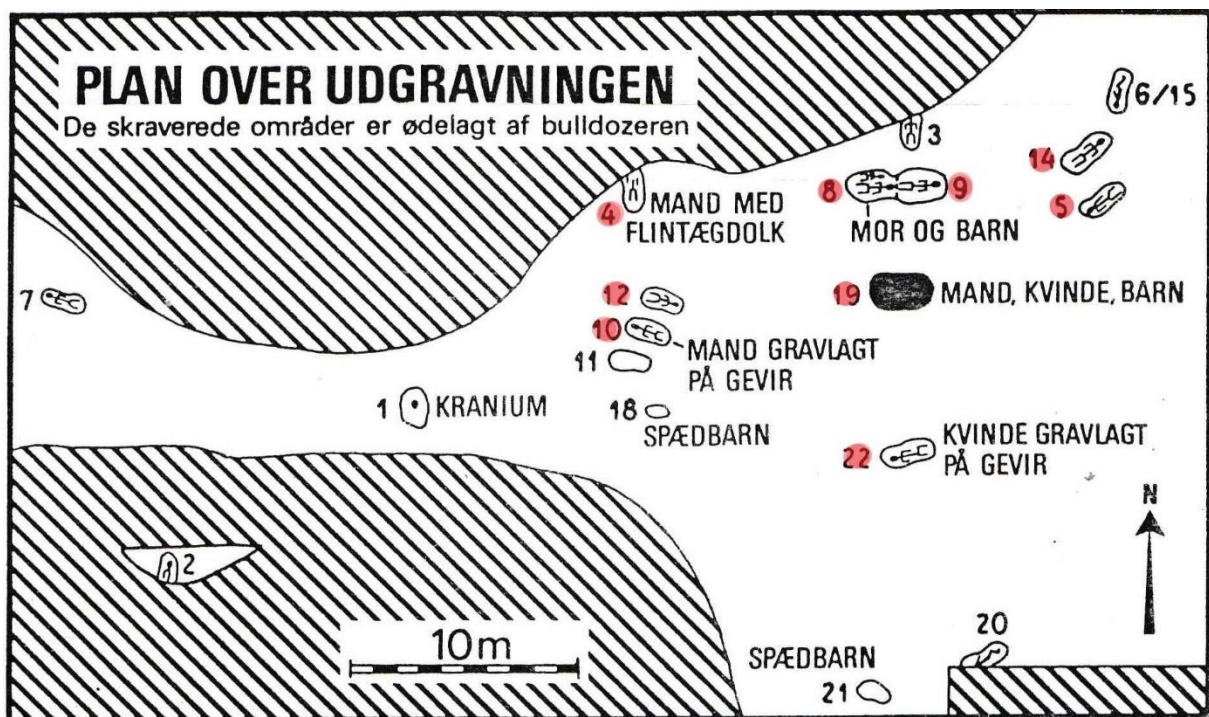 PLAN OVER UDGRAVNINGEN
De skraverede områder er ødelagt af bulldozeren
6/15
3
14
8
9
5
4
MAND MED
FLINTÆGDOLK
MOR OG BARN
7
12
19
MAND, KVINDE, BARN
10
11
MAND GRAVLAGT
PÅ GEVIR
1
KRANIUM
18
SPÆDBARN
22
KVINDE GRAVLAGT
PÅ GEVIR
N
2
10m
20
SPÆDBARN
21